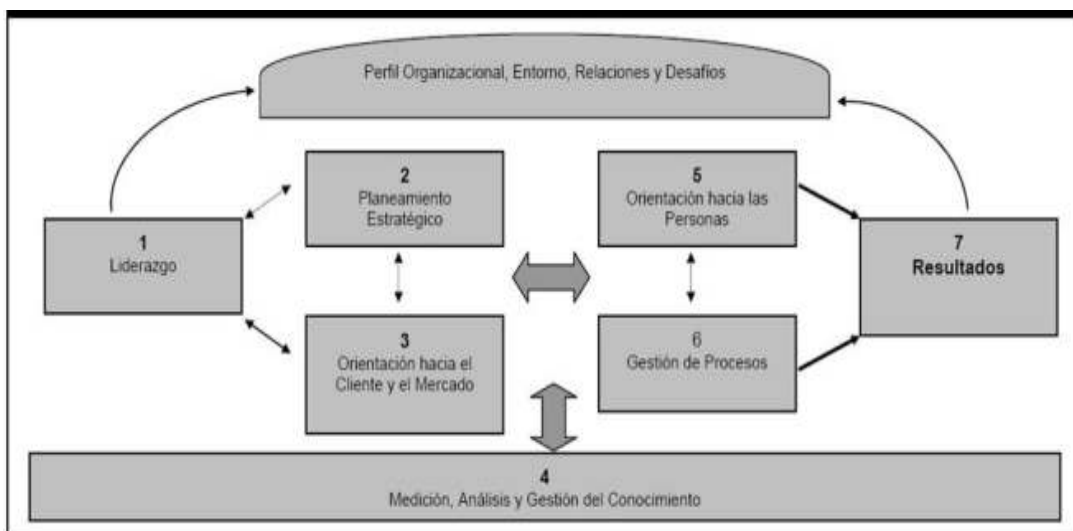 Perfil Organizacional, Entorno, Relaciones y Desafíos
1
Liderazgo
2
Planeamiento
Estratégico
3
Orientación hacia el
Cliente y el Mercado
5
Orientación hacia las
Personas
6
Gestión de Procesos
7
Resultados
4
Medición, Análisis y Gestión del Conocimiento